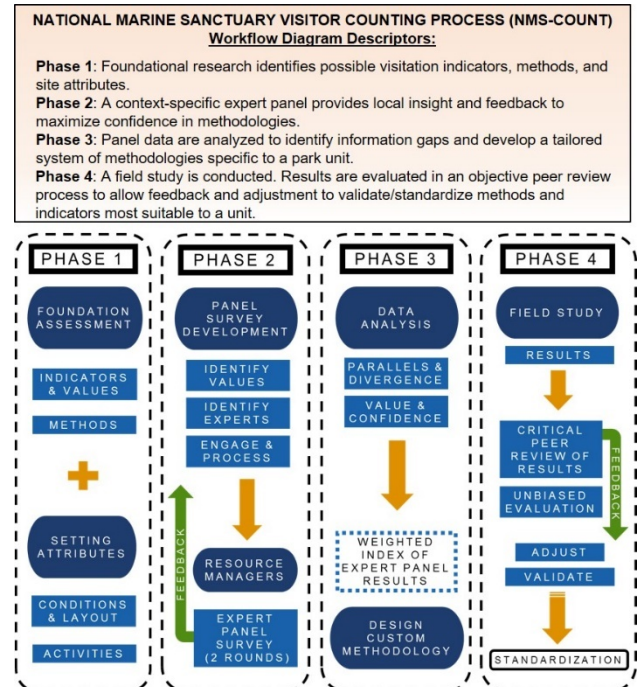 NATIONAL MARINE SANCTUARY VISITOR COUNTING PROCESS (NMS-COUNT)
Workflow Diagram Descriptors:
Phase 1: Foundational research identifies possible visitation indicators, methods, and
site attributes.
Phase 2: A context-specific expert panel provides local insight and feedback to
maximize confidence in methodologies.
Phase 3: Panel data are analyzed to identify information gaps and develop a tailored
system of methodologies specific to a park unit.
Phase 4: A field study is conducted. Results are evaluated in an objective peer review
process to allow feedback and adjustment to validate/standardize methods and
indicators most suitable to a unit.
PHASE 1
FOUNDATION
ASSESSMENT
INDICATORS
& VALUES
METHODS
SETTING
ATTRIBUTES
CONDITIONS
& LAYOUT
ACTIVITIES
PHASE 2
PANEL
SURVEY
DEVELOPMENT
IDENTIFY
VALUES
IDENTIFY
EXPERTS
ENGAGE &
PROCESS
FEEDBACK
RESOURCE
MANAGERS
EXPERT
PANEL
SURVEY
(2 ROUNDS)
PHASE 3
DATA
ANALYSIS
PARALLELS &
DIVERGENCE
VALUE &
CONFIDENCE
WEIGHTED
INDEX OF
EXPERT PANEL
RESULTS
DESIGN
CUSTOM
METHODOLOGY
PHASE 4
FIELD STUDY
RESULTS
CRITICAL
PEER
REVIEW OF
RESULTS
UNBIASED
EVALUATION
FEEDBACK
ADJUST
VALIDATE
STANDARDIZATION